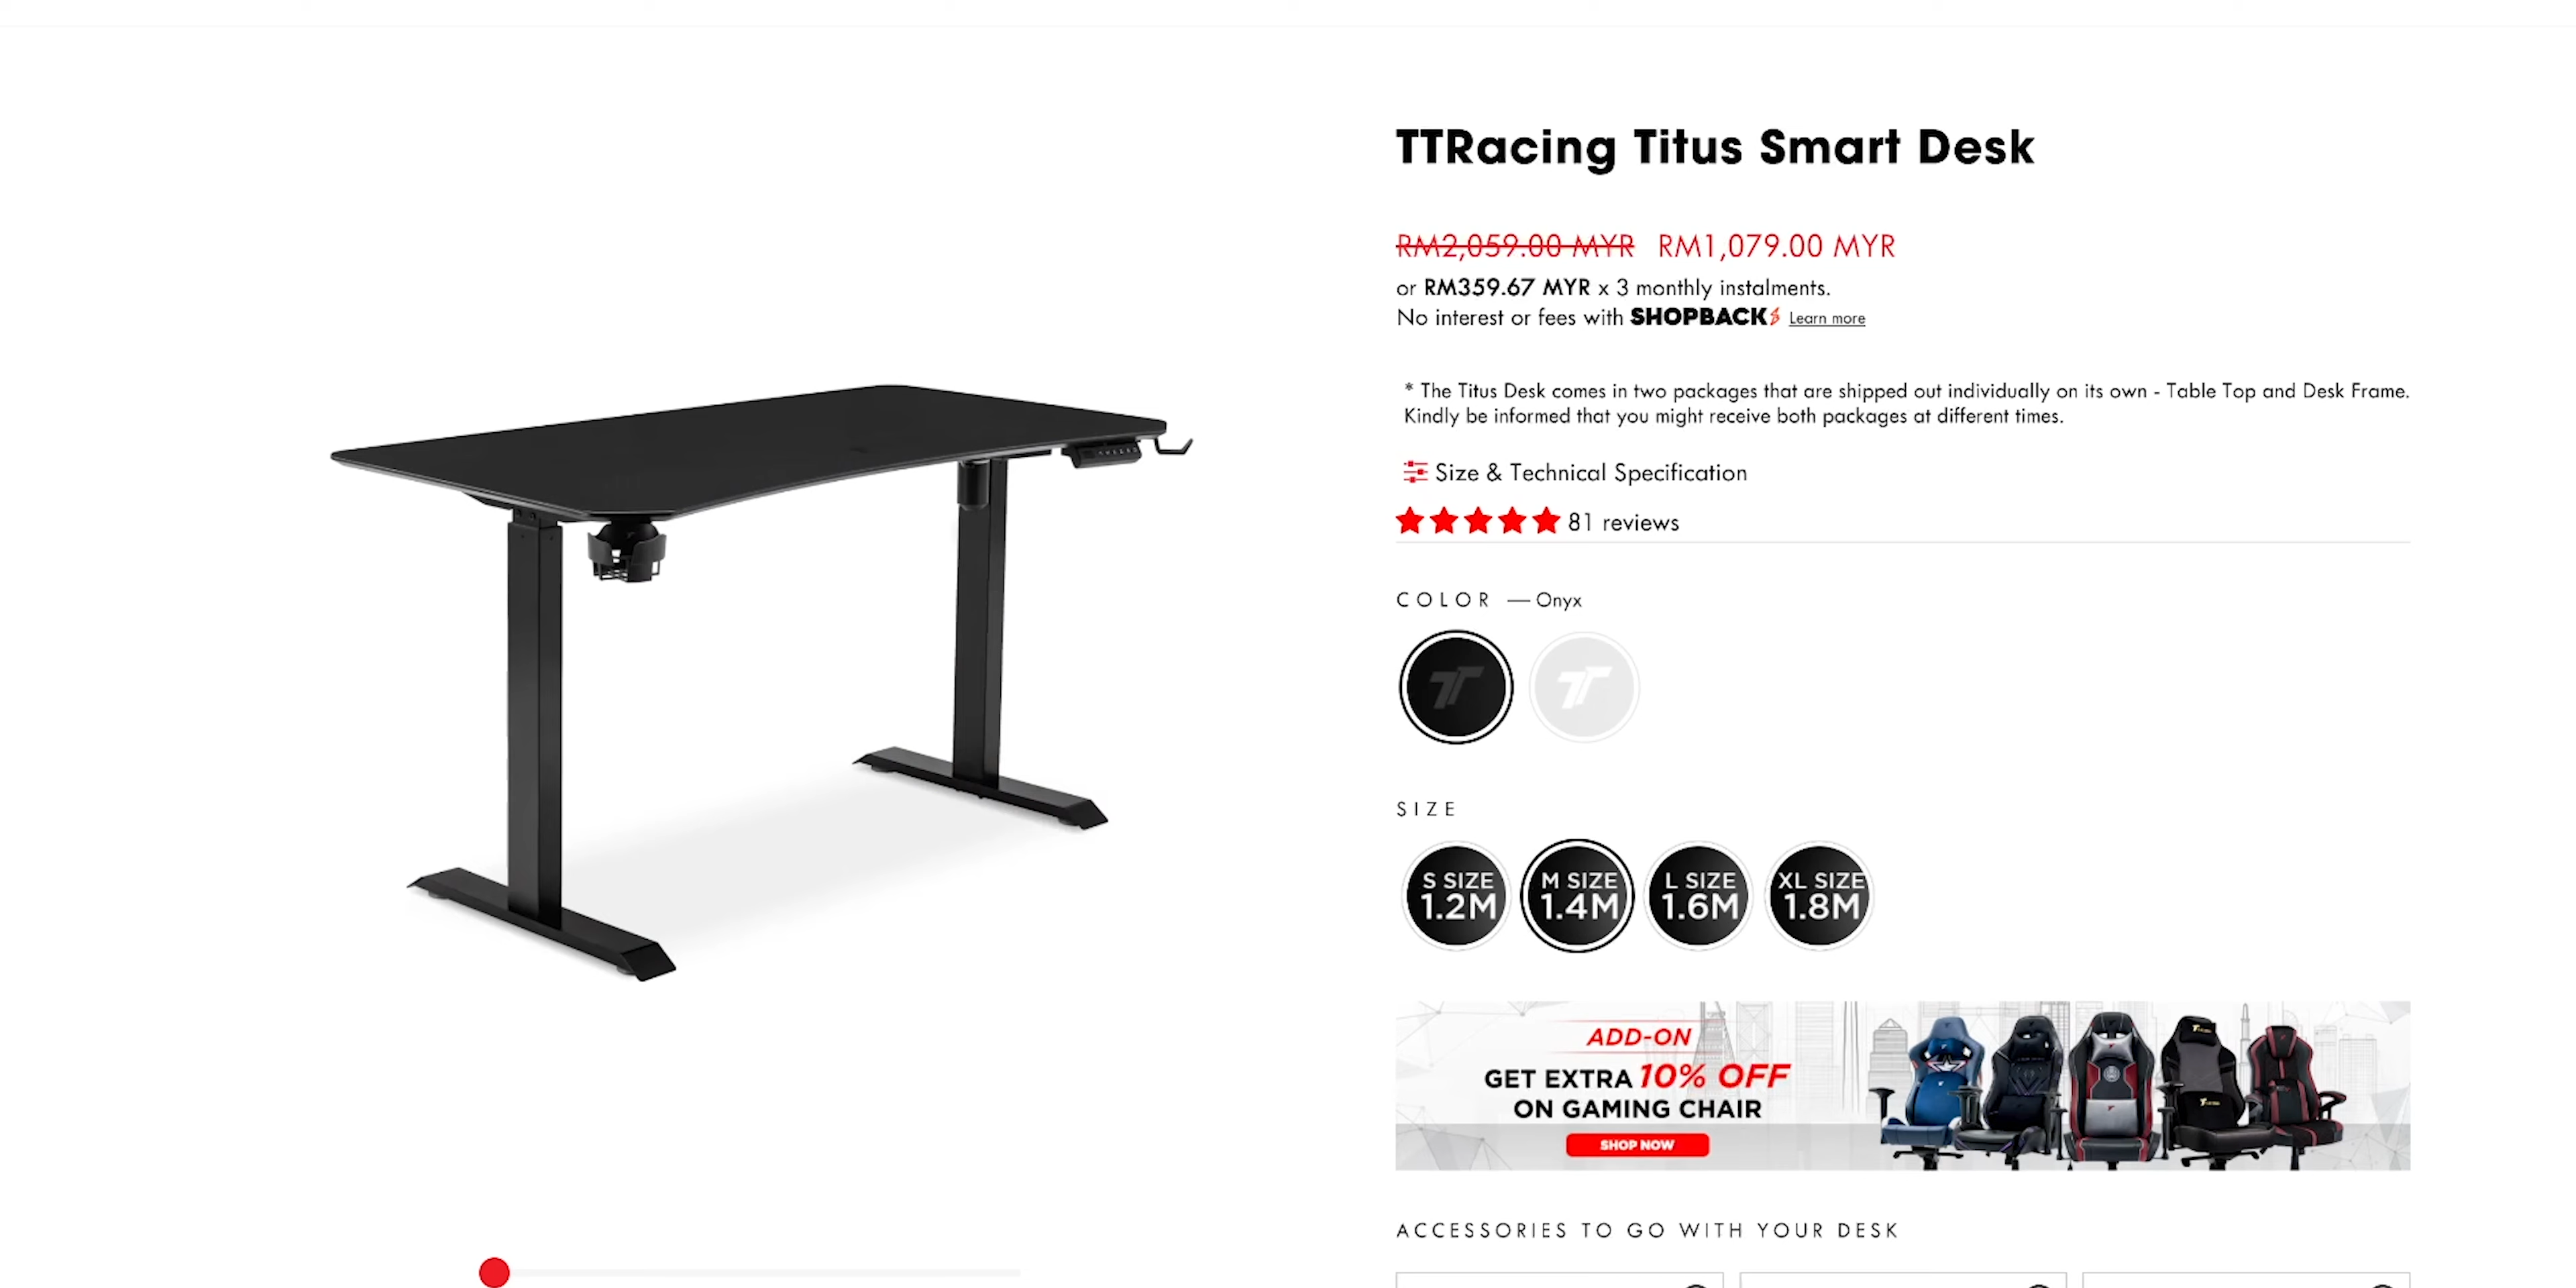 TTRacing Titus Smart Desk
RM2,059.00 MYR RM1,079.00 MYR
or RM359.67 MYR x 3 monthly instalments.
No interest or fees with SHOPBACK Learn more
* The Titus Desk comes in two packages that are shipped out individually on its own - Table Top and Desk Frame.
Kindly be informed that you might receive both packages at different times.
Size & Technical Specification
81 reviews
COLOR — Onyx
SIZE
S SIZE M SIZE L SIZE XL SIZE
1.2M 1.4M 1.6M 1.8M
ADD-ON
GET EXTRA 10% OFF
ON GAMING CHAIR
SHOP NOW
ACCESSORIES TO GO WITH YOUR DESK